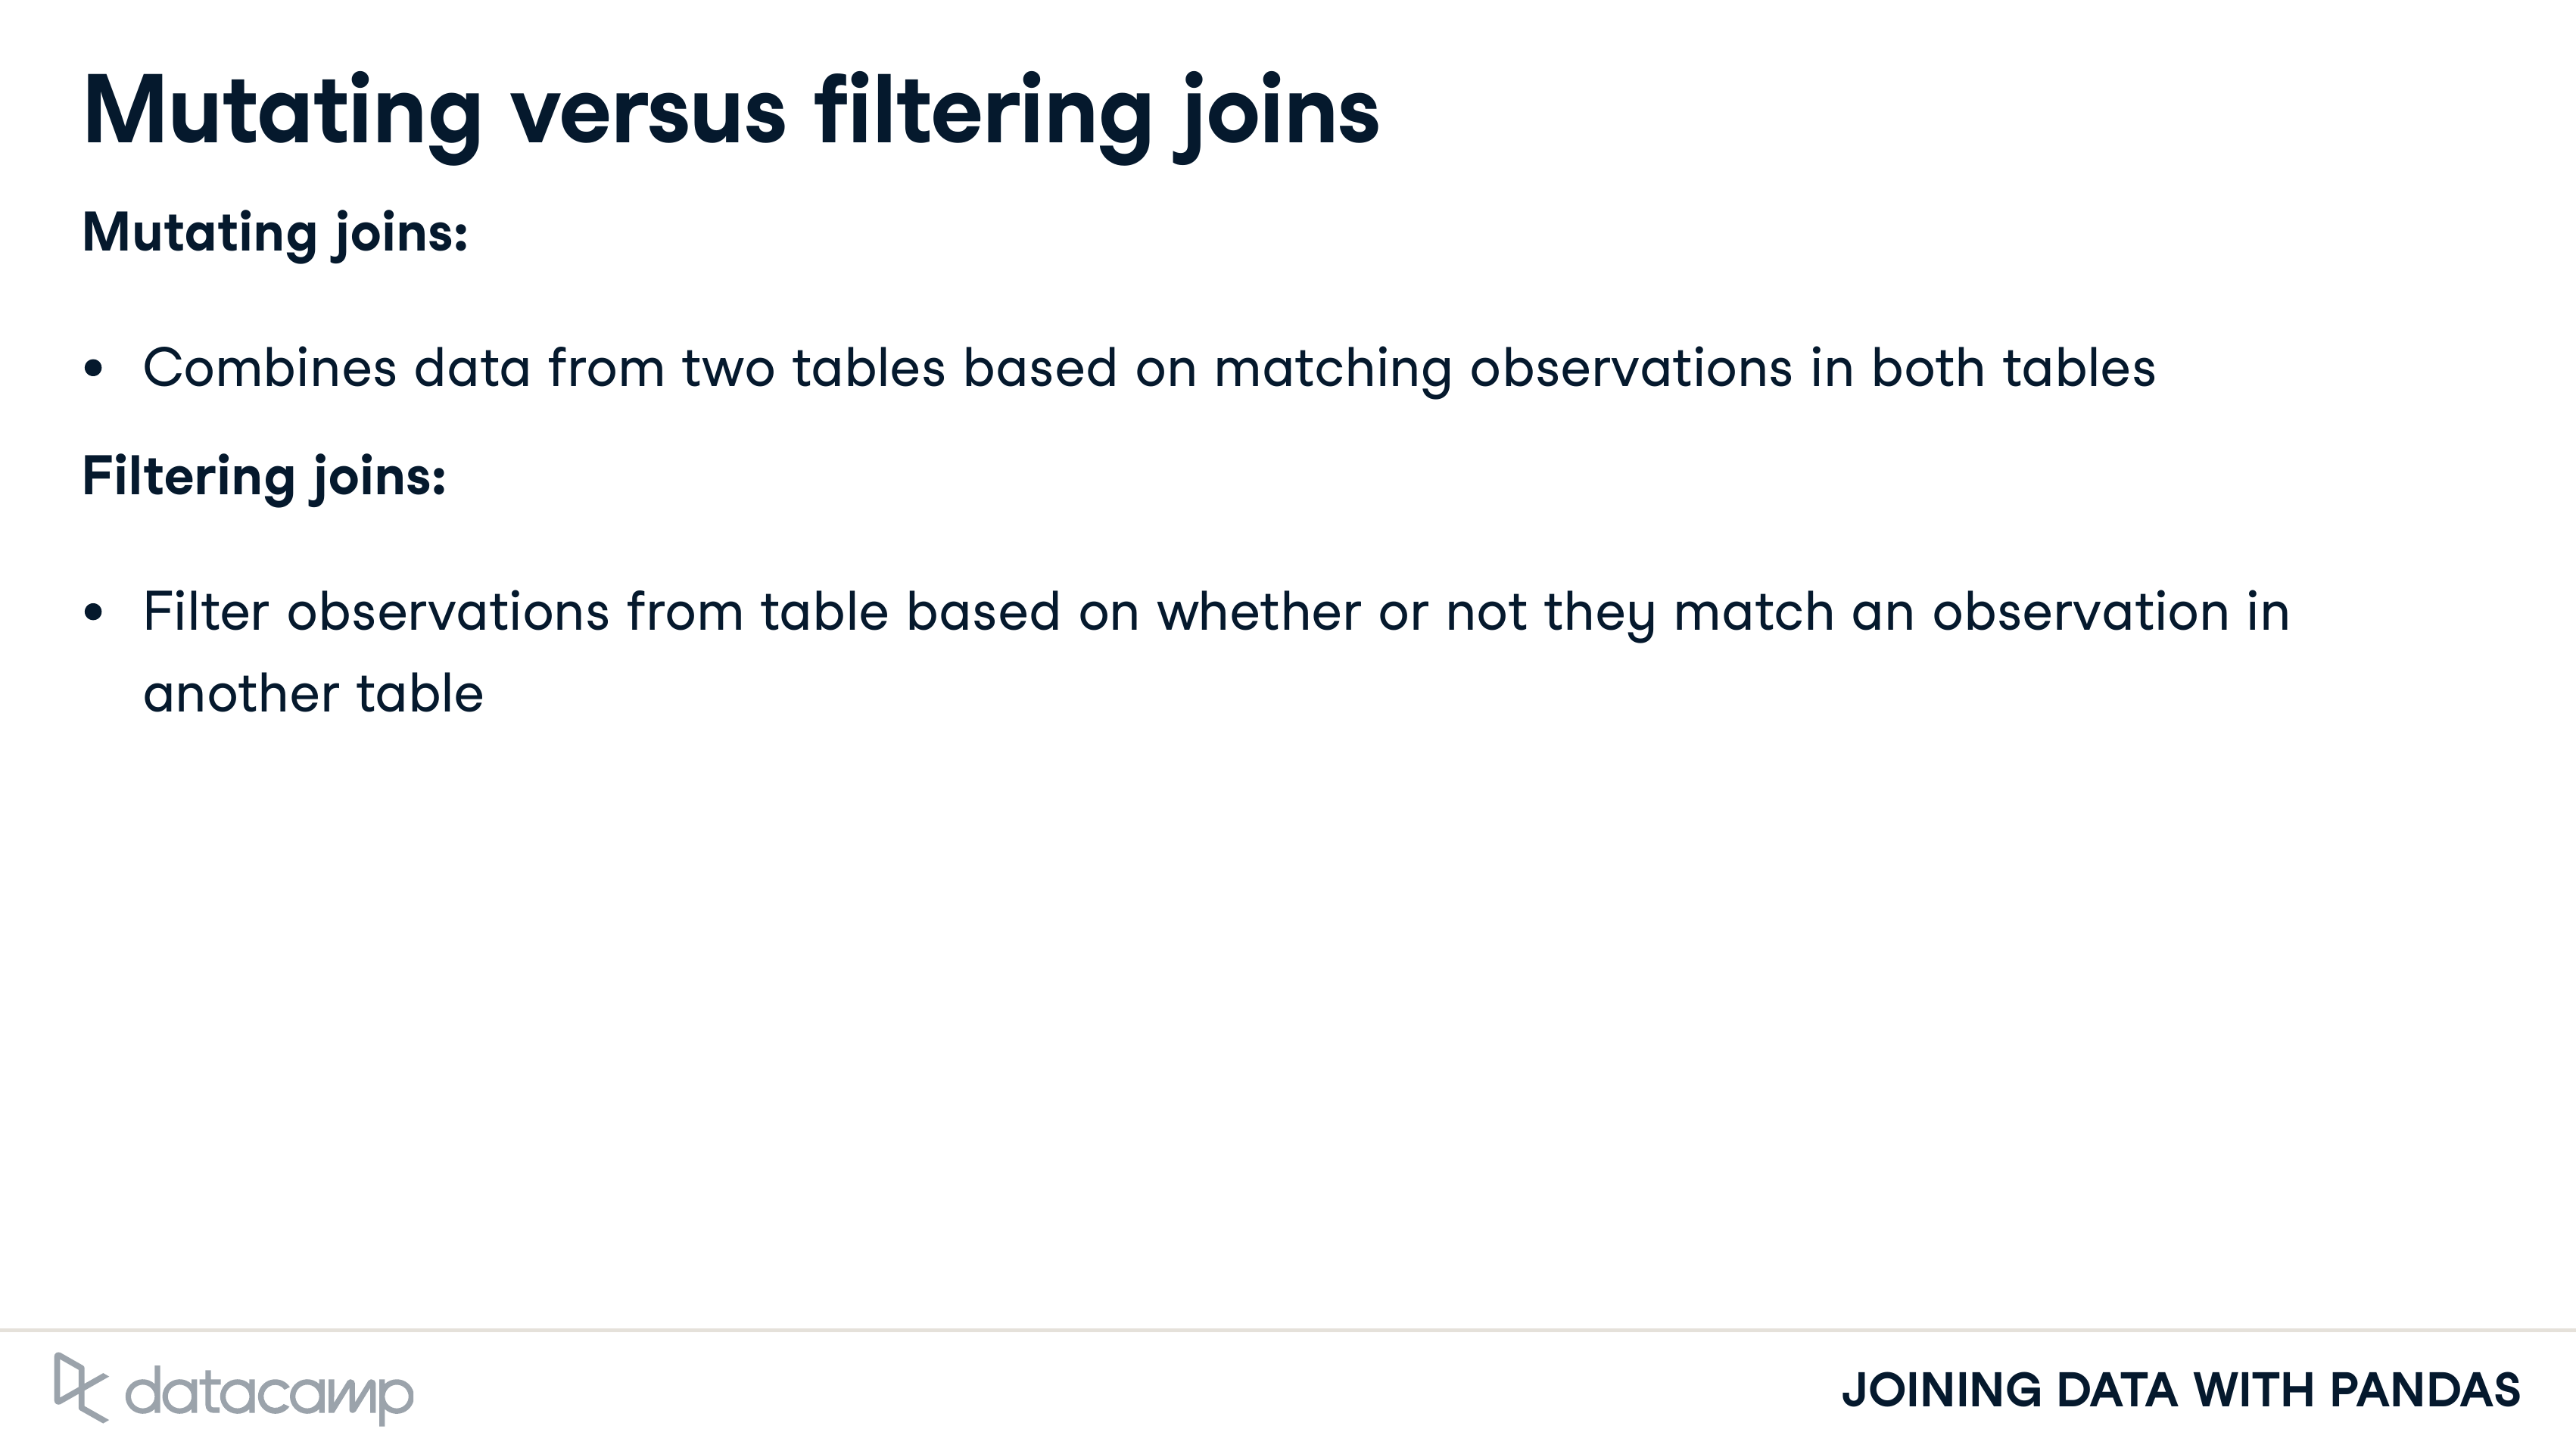 Mutating versus filtering joins
Mutating joins:
• Combines data from two tables based on matching observations in both tables
Filtering joins:
• Filter observations from table based on whether or not they match an observation in
another table
datacamp
JOINING DATA WITH PANDAS